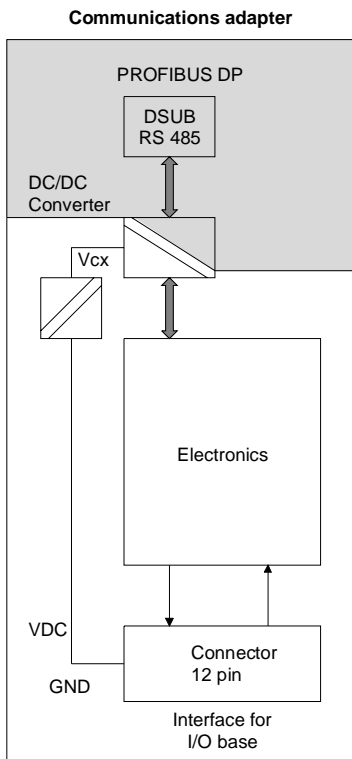 Communications adapter
PROFIBUS DP
DSUB
RS 485
DC/DC
Converter
Vcx
Electronics
VDC
GND
Connector
12 pin
Interface for
I/O base